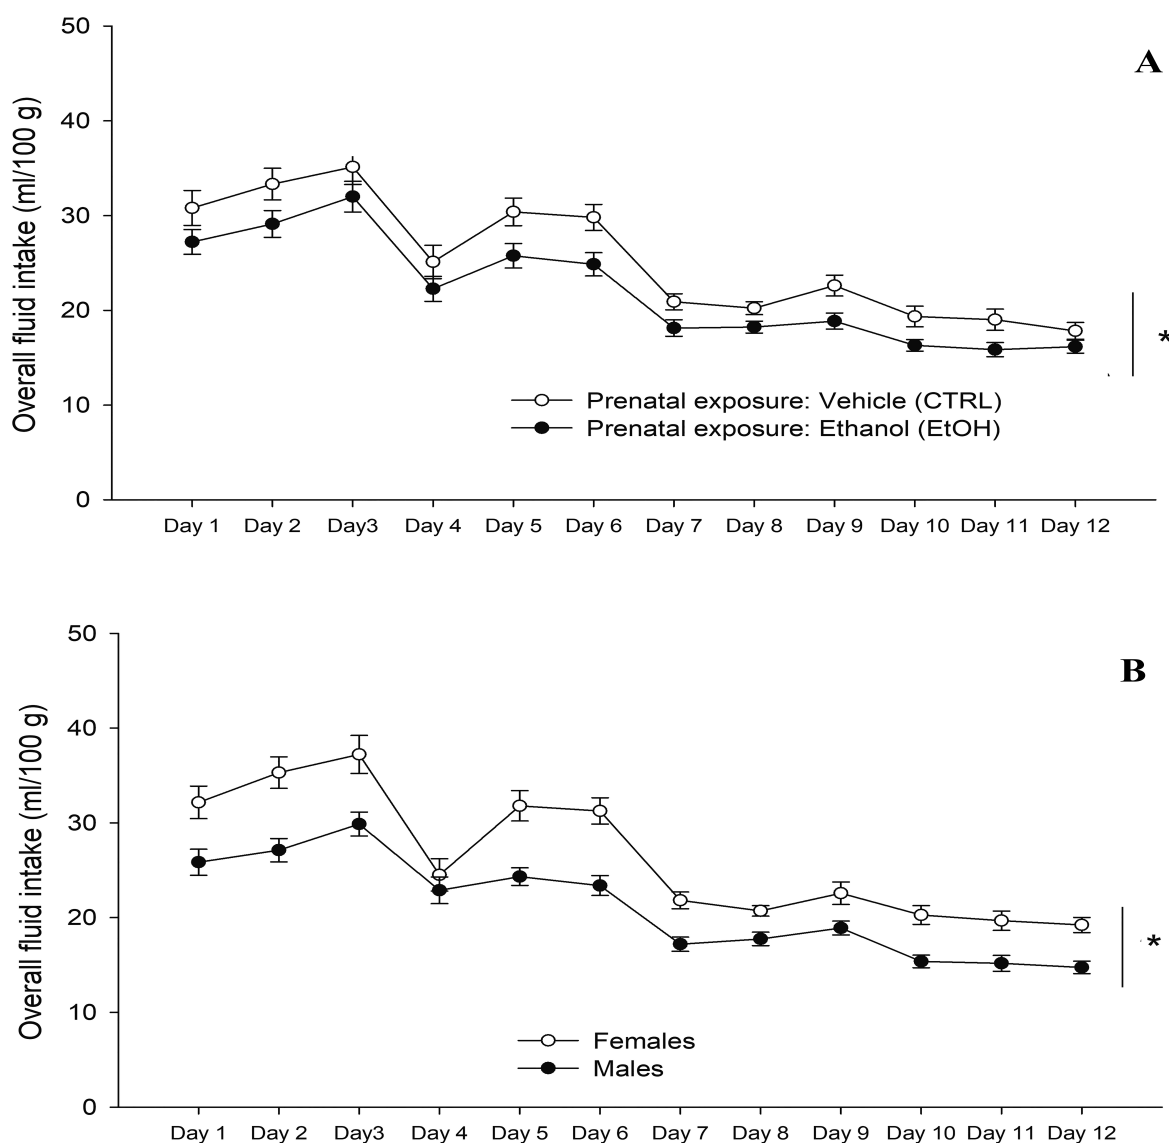 A
Overall fluid intake (ml/100 g)
50
40
30
20
10
0
*
Prenatal exposure: Vehicle (CTRL)
Prenatal exposure: Ethanol (EtOH)
Day 1 Day 2 Day3 Day 4 Day 5 Day 6 Day 7 Day 8 Day 9 Day 10 Day 11 Day 12
B
Overall fluid intake (ml/100 g)
50
40
30
20
10
0
*
Females
Males
Day 1 Day 2 Day3 Day 4 Day 5 Day 6 Day 7 Day 8 Day 9 Day 10 Day 11 Day 12